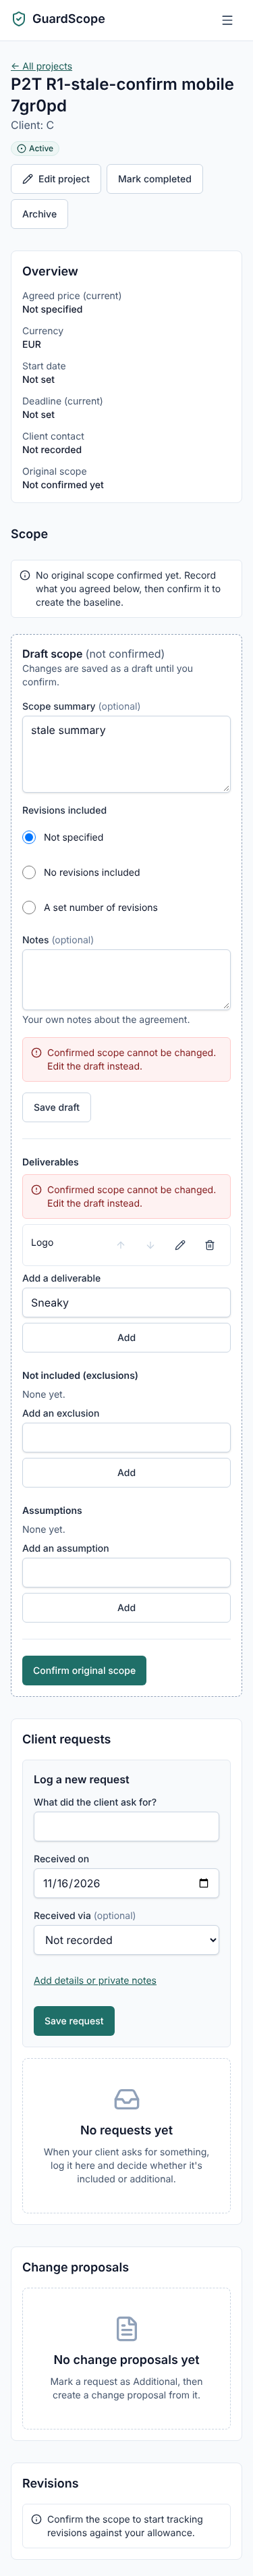 GuardScope
← All projects
P2T R1-stale-confirm mobile
7gr0pd
Client: C
Active
Edit project
Mark completed
Archive
Overview
Agreed price (current)
Not specified
Currency
EUR
Start date
Not set
Deadline (current)
Not set
Client contact
Not recorded
Original scope
Not confirmed yet
Scope
No original scope confirmed yet. Record
what you agreed below, then confirm it to
create the baseline.
Draft scope (not confirmed)
Changes are saved as a draft until you
confirm.
Scope summary (optional)
stale summary
Revisions included
Not specified
No revisions included
A set number of revisions
Notes (optional)
Your own notes about the agreement.
Confirmed scope cannot be changed.
Edit the draft instead.
Save draft
Deliverables
Confirmed scope cannot be changed.
Edit the draft instead.
Logo
Add a deliverable
Sneaky
Add
Not included (exclusions)
None yet.
Add an exclusion
Add
Assumptions
None yet.
Add an assumption
Add
Confirm original scope
Client requests
Log a new request
What did the client ask for?
Received on
11/16/2026
Received via (optional)
Not recorded
Add details or private notes
Save request
No requests yet
When your client asks for something,
log it here and decide whether it's
included or additional.
Change proposals
No change proposals yet
Mark a request as Additional, then
create a change proposal from it.
Revisions
Confirm the scope to start tracking
revisions against your allowance.